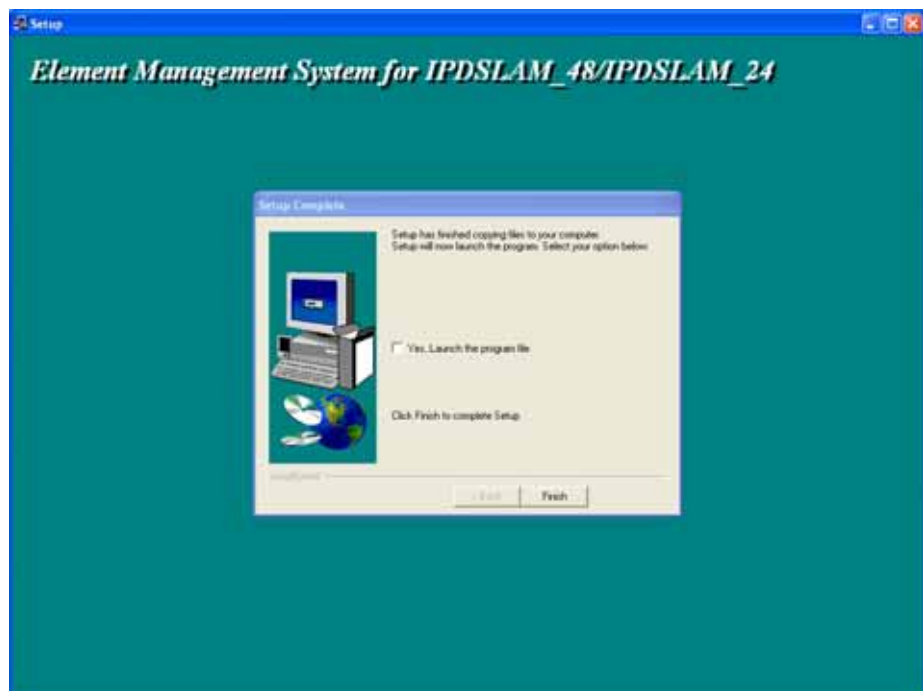 Setup
Element Management System for IPDSLAM_48/IPDSLAM_24
Setup Complete
Setup has finished copying files to your computer.
Setup will now launch the program. Select your option below.
Yes, Launch the program file
Click Finish to complete Setup.
< Back
Finish